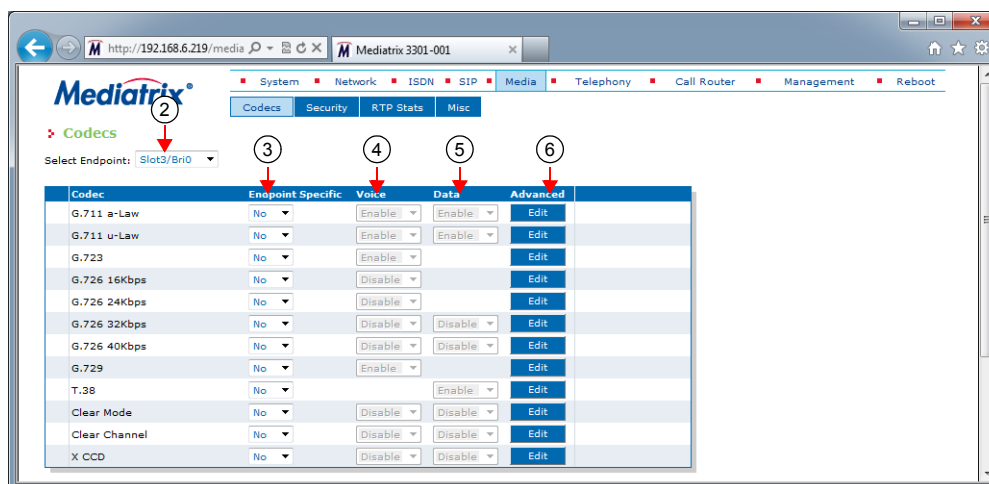 http://192.168.6.219/media
Mediatrix 3301-001
Mediatrix®
System Network ISDN SIP Media Telephony Call Router Management Reboot
Codecs Security RTP Stats Misc
2
Codecs
Select Endpoint: Slot3/Bri0
3 4 5 6
Codec Endpoint Specific Voice Data Advanced
G.711 a-Law No Enable Enable Edit
G.711 u-Law No Enable Enable Edit
G.723 No Enable Edit
G.726 16Kbps No Disable Edit
G.726 24Kbps No Disable Edit
G.726 32Kbps No Disable Disable Edit
G.726 40Kbps No Disable Disable Edit
G.729 No Enable Edit
T.38 No Enable Edit
Clear Mode No Disable Disable Edit
Clear Channel No Disable Disable Edit
X CCD No Disable Disable Edit